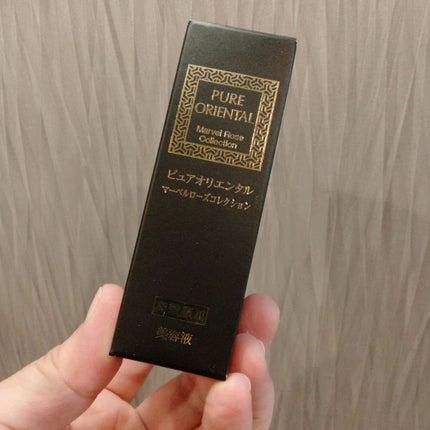 PURE
ORIENTAL
Marvel Rose
Collection
ピュアオリエンタル
マーベルローズコレクション
美容液